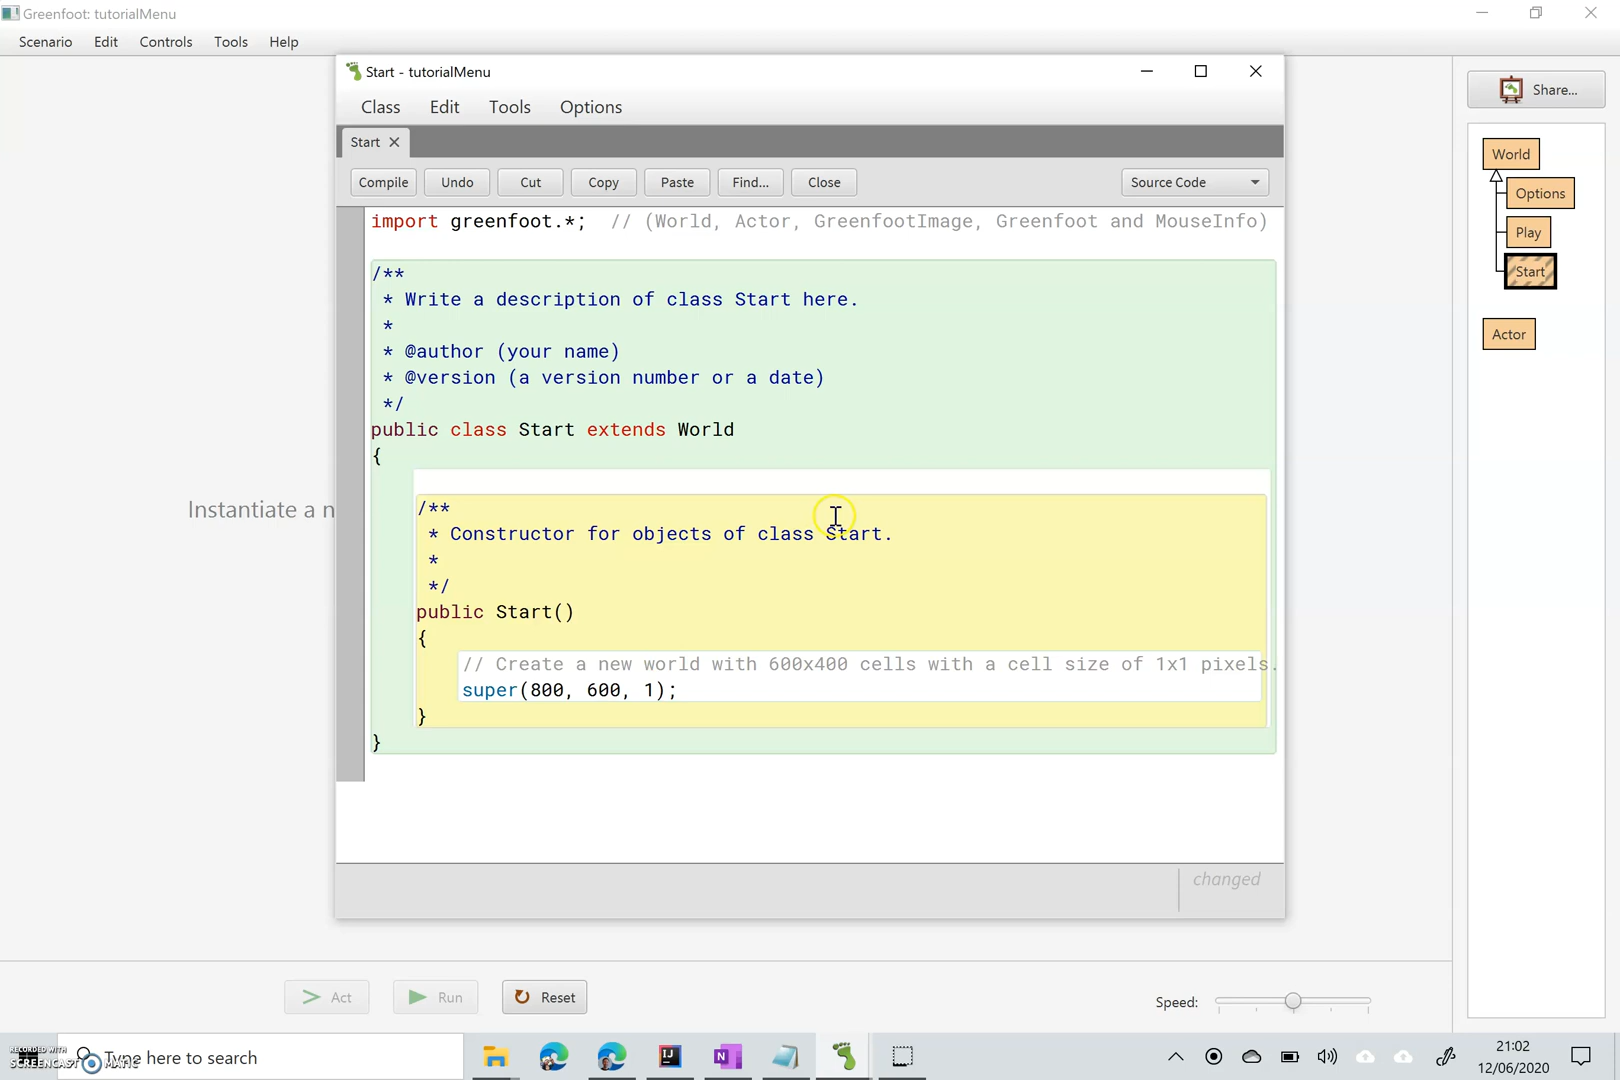 Greenfoot: tutorialMenu
Scenario Edit Controls Tools Help
Start - tutorialMenu
Share...
Class Edit Tools Options
Start
World
Compile Undo Cut Copy Paste Find... Close Source Code
Options
import greenfoot.*; // (World, Actor, GreenfootImage, Greenfoot and MouseInfo)
Play
/**
Start
* Write a description of class Start here.
*
Actor
* @author (your name)
* @version (a version number or a date)
*/
public class Start extends World
{
Instantiate a n
/**
* Constructor for objects of class Start.
*
*/
public Start()
{
// Create a new world with 600x400 cells with a cell size of 1x1 pixels.
super(800, 600, 1);
}
}
changed
Act Run Reset Speed:
RECORDED WITH
SCREENCAST MATIC
Type here to search
21:02
12/06/2020